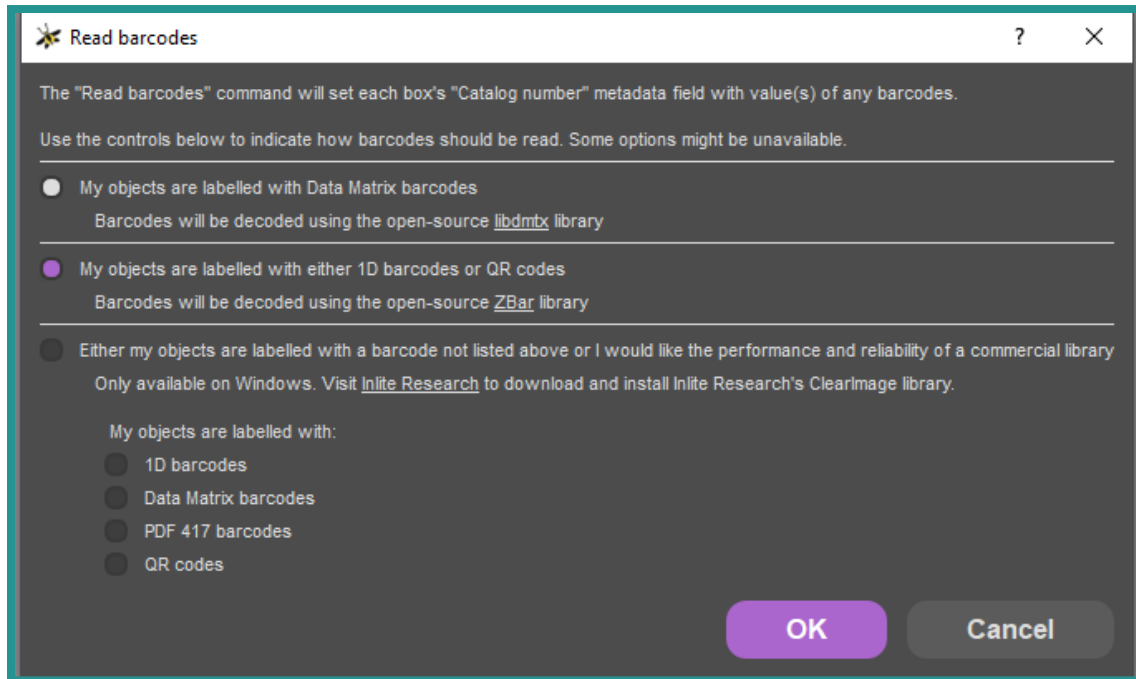 Read barcodes
?
The "Read barcodes" command will set each box's "Catalog number" metadata field with value(s) of any barcodes.
Use the controls below to indicate how barcodes should be read. Some options might be unavailable.
My objects are labelled with Data Matrix barcodes
Barcodes will be decoded using the open-source libdmtx library
My objects are labelled with either 1D barcodes or QR codes
Barcodes will be decoded using the open-source ZBar library
Either my objects are labelled with a barcode not listed above or I would like the performance and reliability of a commercial library
Only available on Windows. Visit Inlite Research to download and install Inlite Research's ClearImage library.
My objects are labelled with:
1D barcodes
Data Matrix barcodes
PDF 417 barcodes
QR codes
OK Cancel